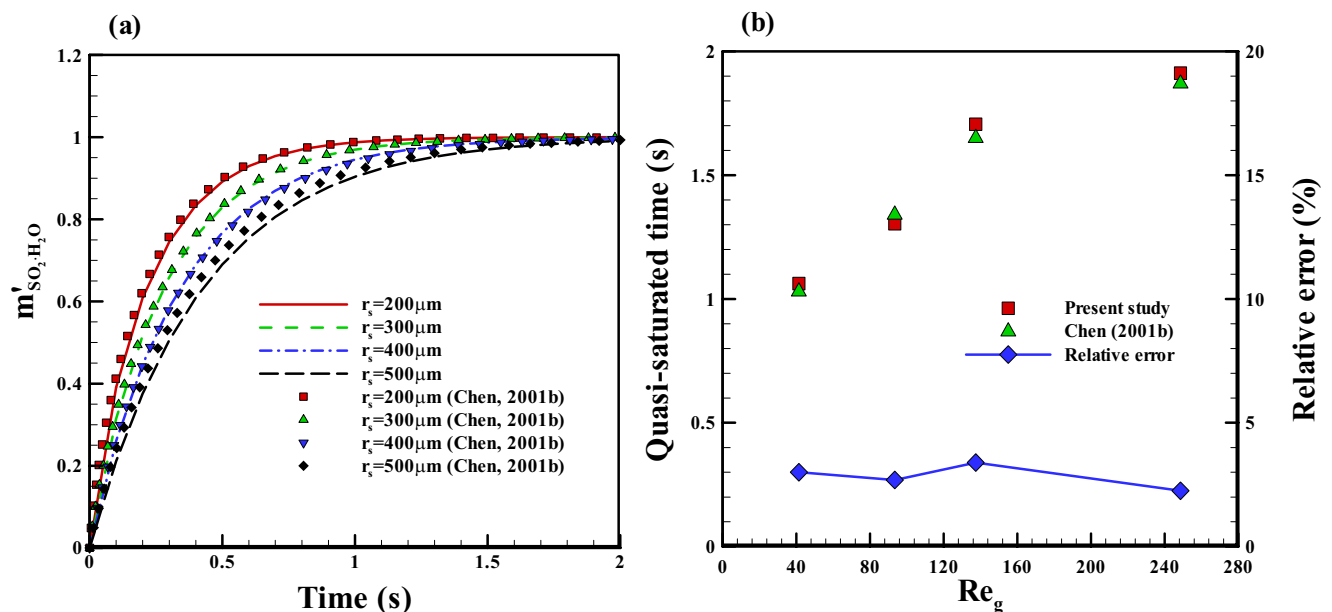 (a)
1.2
1
0.8
0.6
0.4
0.2
0
m'SO₂·H₂O
0 0.5 1 1.5 2
Time (s)
rₛ=200μm
rₛ=300μm
rₛ=400μm
rₛ=500μm
rₛ=200μm (Chen, 2001b)
rₛ=300μm (Chen, 2001b)
rₛ=400μm (Chen, 2001b)
rₛ=500μm (Chen, 2001b)
(b)
2
1.5
1
0.5
0
Quasi-saturated time (s)
0 40 80 120 160 200 240 280
Re_g
Present study
Chen (2001b)
Relative error
20
15
10
5
0
Relative error (%)